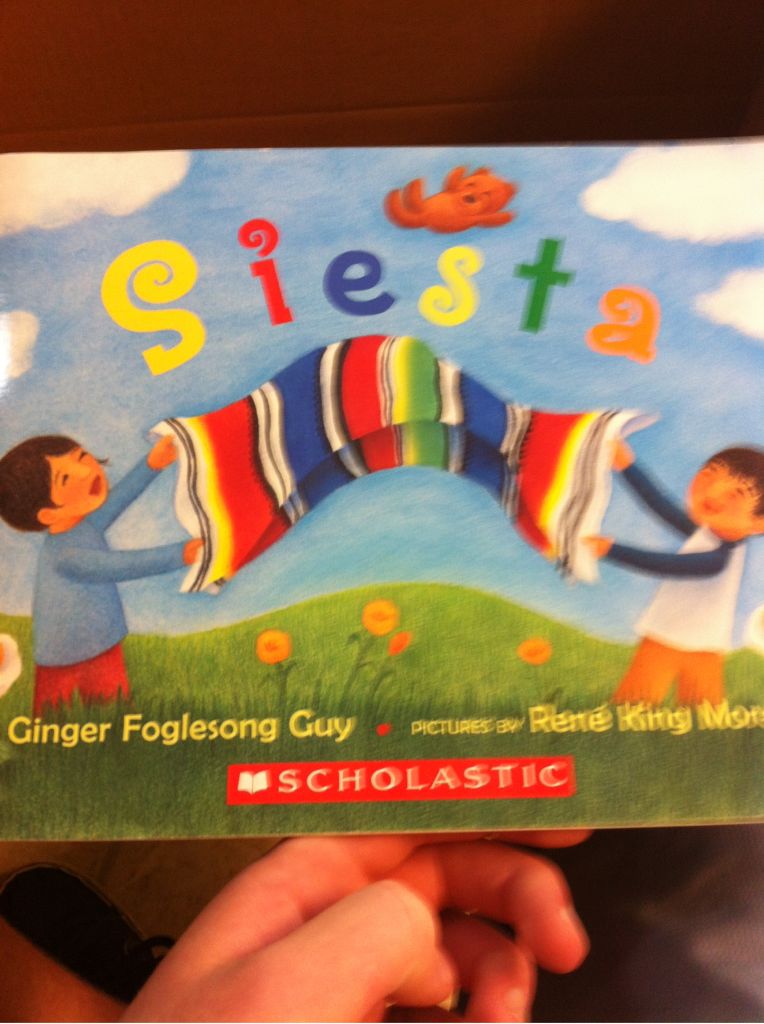 Siesta
Ginger Foglesong Guy • PICTURES BY René King
SCHOLASTIC